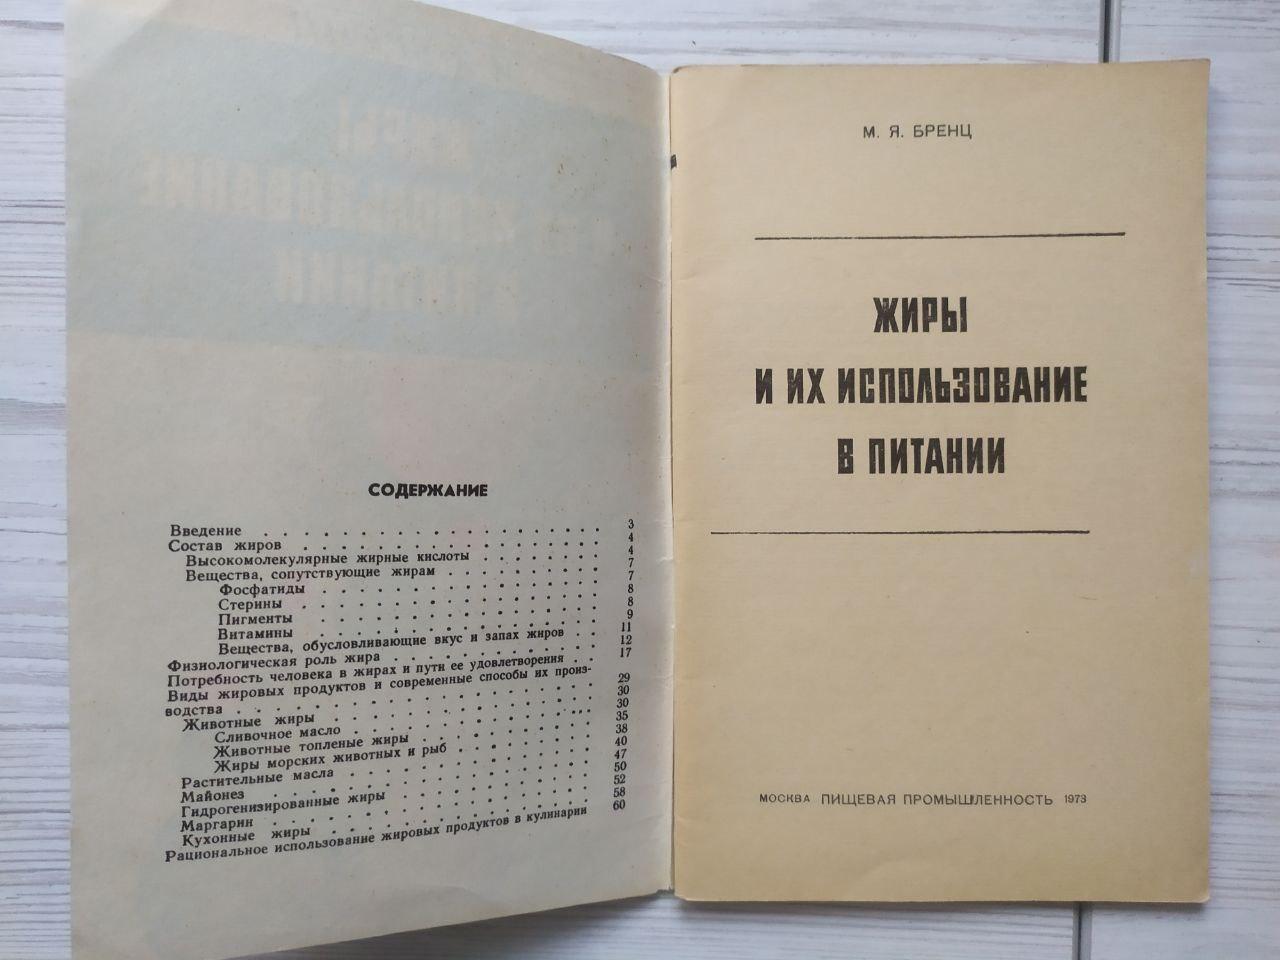 СОДЕРЖАНИЕ
Введение . . . . . . . . . . . . . . . . . . . . 3
Состав жиров . . . . . . . . . . . . . . . . . . 4
Высокомолекулярные жирные кислоты . . . . . . . 4
Вещества, сопутствующие жирам . . . . . . . . . 7
Фосфатиды . . . . . . . . . . . . . . . . 7
Стерины . . . . . . . . . . . . . . . . . 8
Пигменты . . . . . . . . . . . . . . . . 8
Витамины . . . . . . . . . . . . . . . . 9
Вещества, обусловливающие вкус и запах жиров . . 11
Физиологическая роль жира . . . . . . . . . . . . 12
Потребность человека в жирах и пути ее удовлетворения . . 17
Виды жировых продуктов и современные способы их произ-
водства . . . . . . . . . . . . . . . . . . . . 29
Животные жиры . . . . . . . . . . . . . . . 30
Сливочное масло . . . . . . . . . . . . . 30
Животные топленые жиры . . . . . . . . . 35
Жиры морских животных и рыб . . . . . . . 38
Растительные масла . . . . . . . . . . . . . 40
Майонез . . . . . . . . . . . . . . . . . . 47
Гидрогенизированные жиры . . . . . . . . . . 50
Маргарин . . . . . . . . . . . . . . . . . 52
Кухонные жиры . . . . . . . . . . . . . . . 58
Рациональное использование жировых продуктов в кулинарии 60
М. Я. БРЕНЦ
ЖИРЫ
И ИХ ИСПОЛЬЗОВАНИЕ
В ПИТАНИИ
МОСКВА ПИЩЕВАЯ ПРОМЫШЛЕННОСТЬ 1973